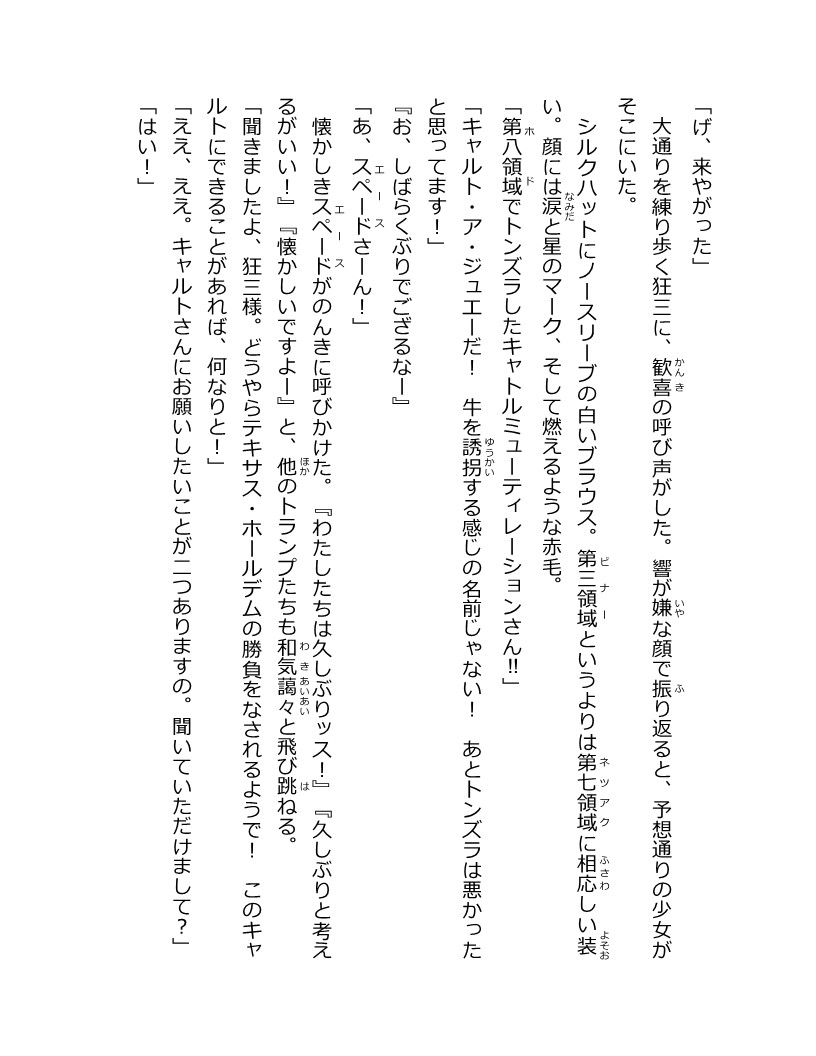 「げ、来やがった」
　大通りを練り歩く狂三に、歓喜の呼び声がした。響が嫌な顔で振り返ると、予想通りの少女が
そこにいた。
　シルクハットにノースリーブの白いブラウス。第三領域というよりは第七領域に相応しい装
い。顔には涙と星のマーク、そして燃えるような赤毛。
「第八領域でトンズラしたキャトルミューティレーションさん‼」
「キャルト・ア・ジュエーだ！　牛を誘拐する感じの名前じゃない！　あとトンズラは悪かった
と思ってます！」
『お、しばらくぶりでござるなー』
「あ、スペードさーん！」
　懐かしきスペードがのんきに呼びかけた。『わたしたちは久しぶりッス！』『久しぶりと考え
るがいい！』『懐かしいですよー』と、他のトランプたちも和気藹々と飛び跳ねる。
「聞きましたよ、狂三様。どうやらテキサス・ホールデムの勝負をなされるようで！　このキャ
ルトにできることがあれば、何なりと！」
「ええ、ええ。キャルトさんにお願いしたいことが二つありますの。聞いていただけまして？」
「はい！」